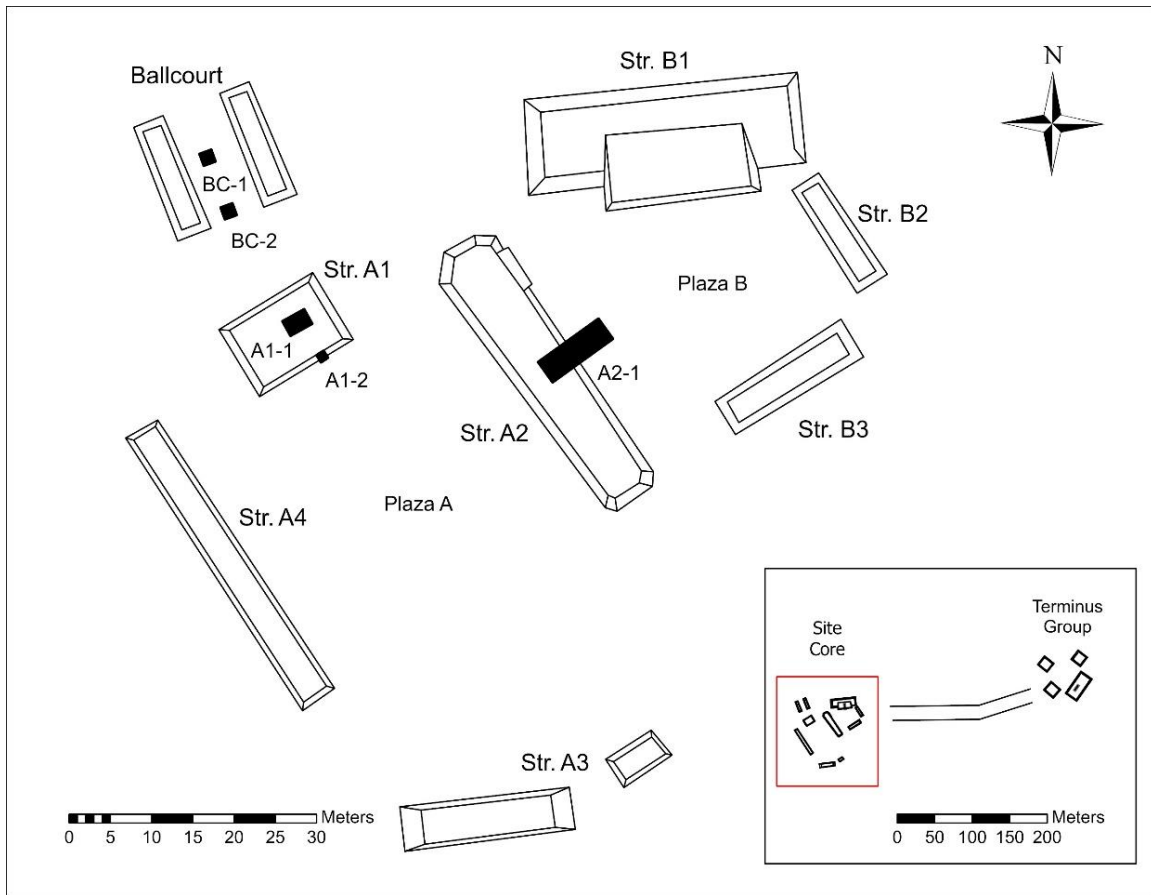 N
Str. B1
Ballcourt
BC-1
Str. B2
BC-2
Str. A1
Plaza B
A1-1
A1-2
A2-1
Str. A2
Str. B3
Plaza A
Str. A4
Str. A3
Meters
0 5 10 15 20 25 30
Site
Core
Terminus
Group
Meters
0 50 100 150 200